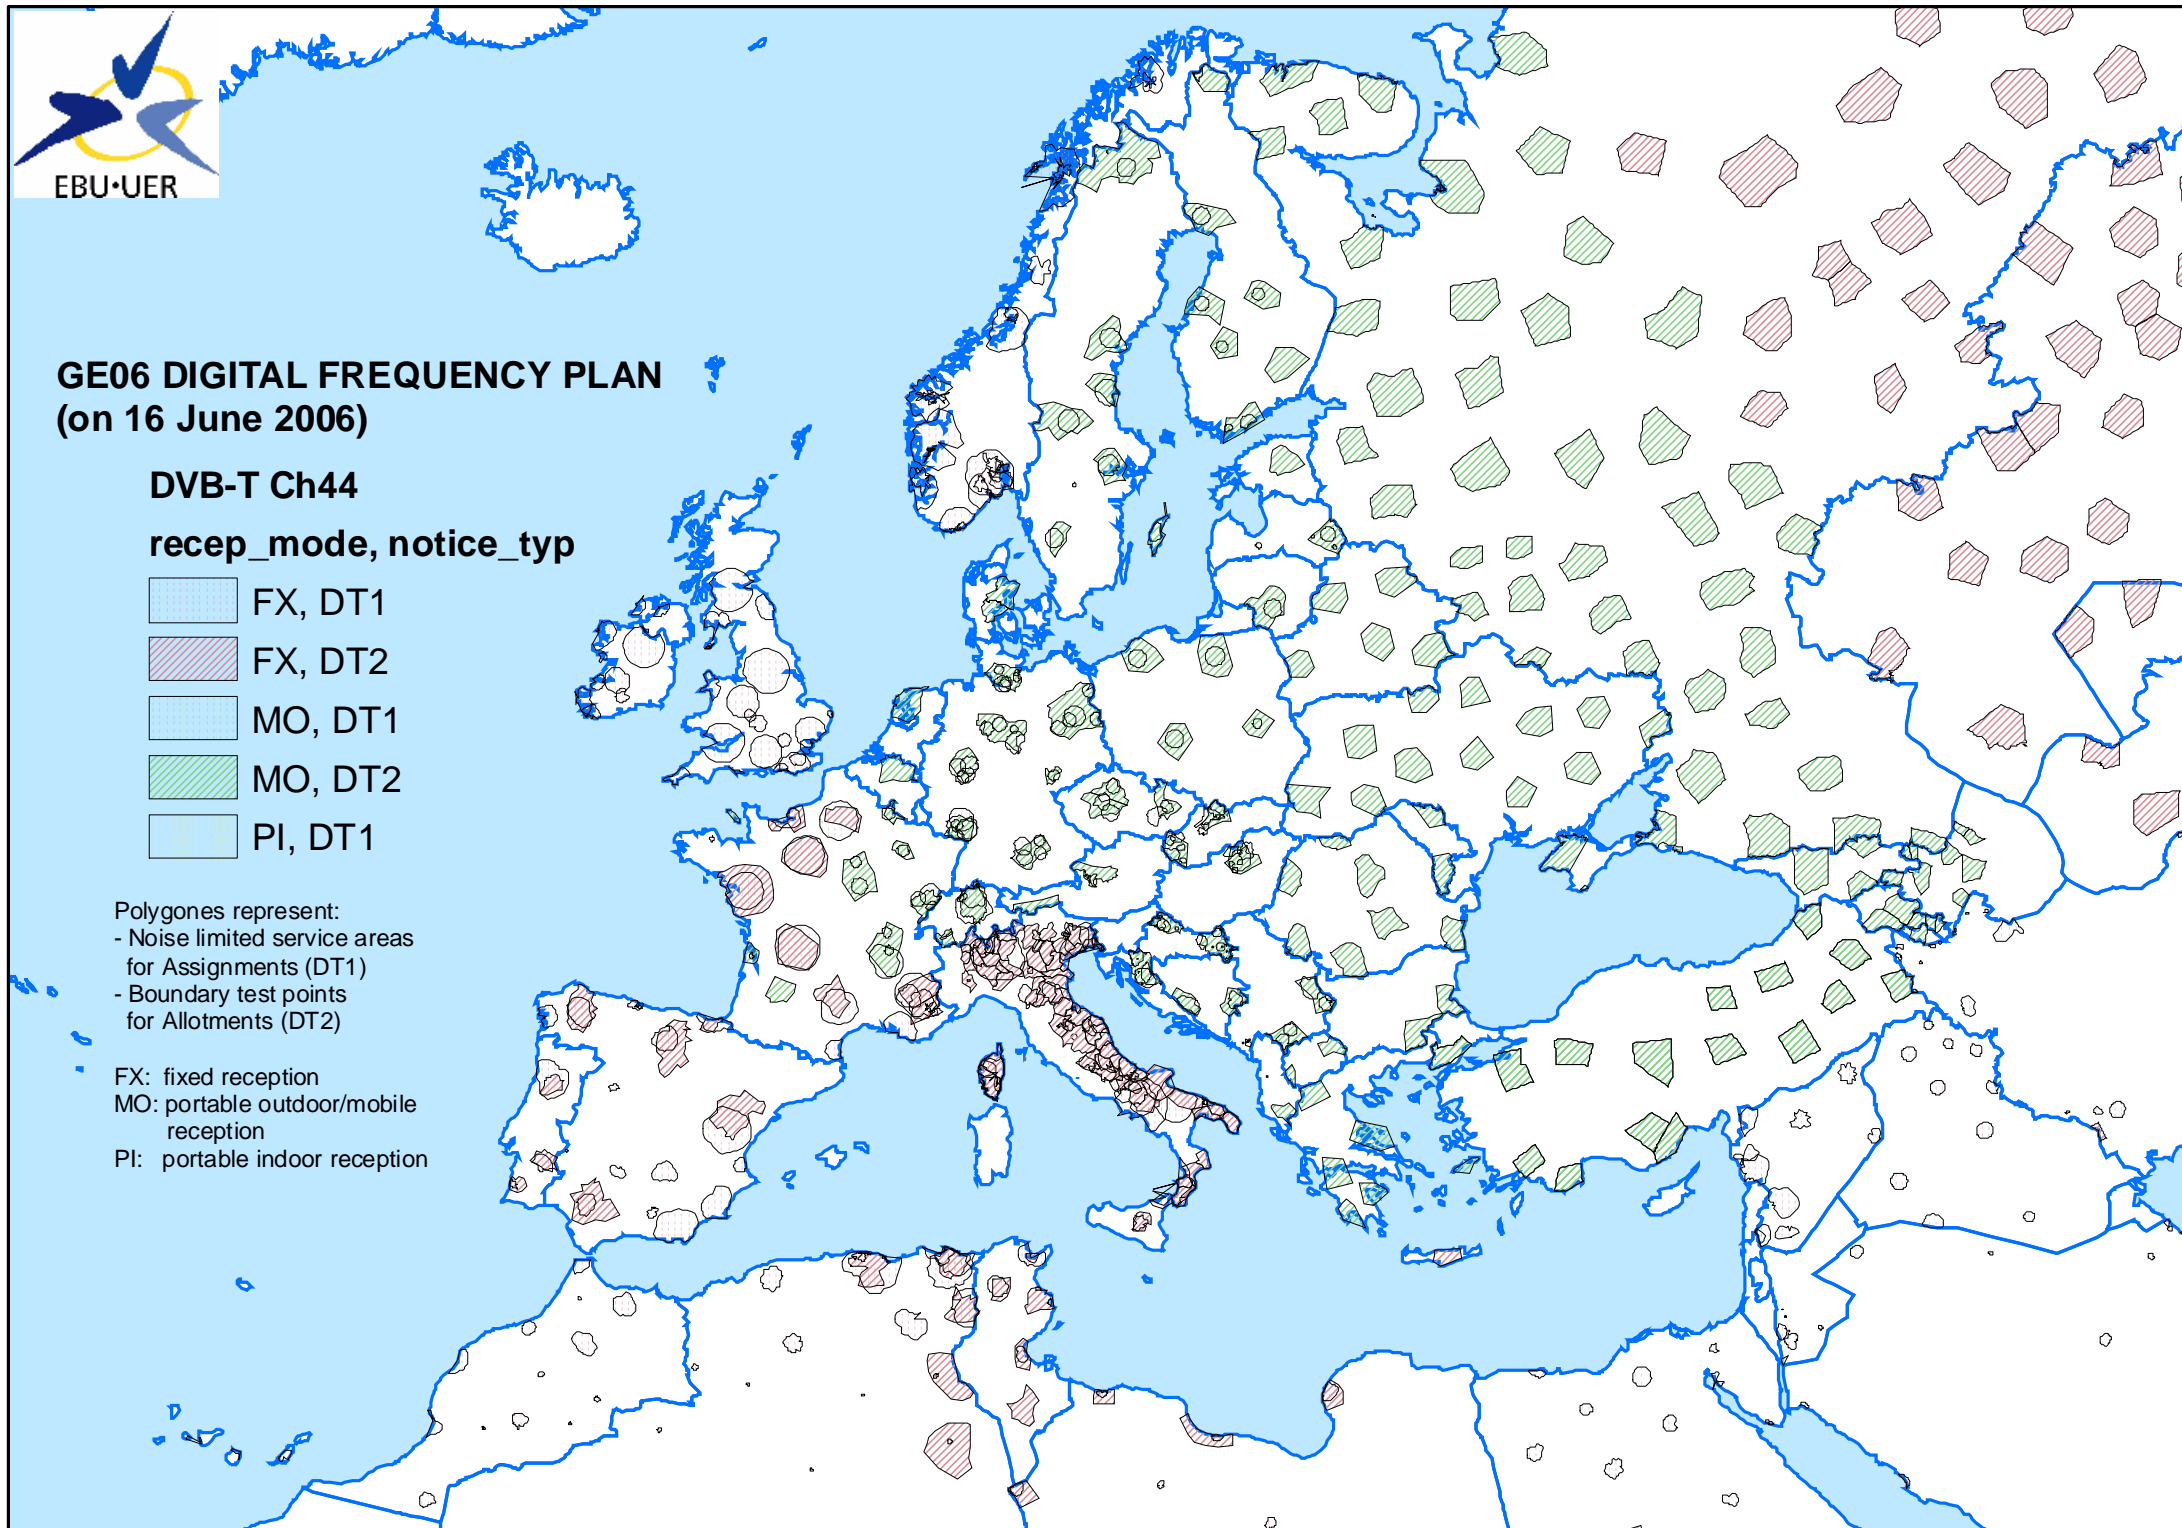 EBU•UER
GE06 DIGITAL FREQUENCY PLAN
(on 16 June 2006)
DVB-T Ch44
recep_mode, notice_typ
FX, DT1
FX, DT2
MO, DT1
MO, DT2
PI, DT1
Polygones represent:
- Noise limited service areas
for Assignments (DT1)
- Boundary test points
for Allotments (DT2)
FX: fixed reception
MO: portable outdoor/mobile
reception
PI: portable indoor reception